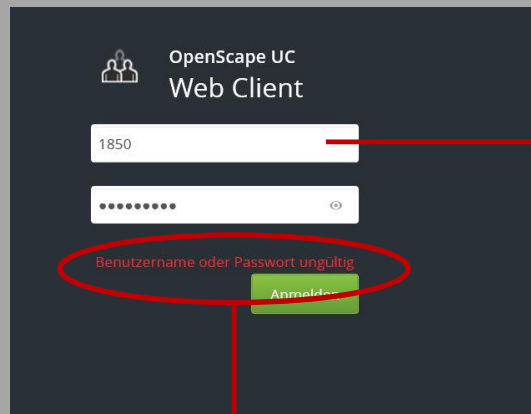 OpenScape UC
Web Client
1850
•••••••••
Benutzername oder Passwort ungültig
Anmelden